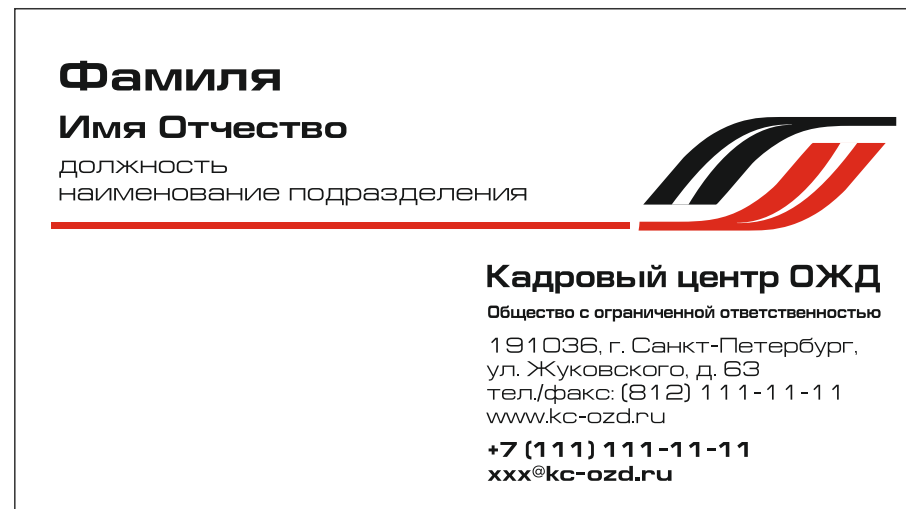 Фамиля
Имя Отчество
должность
наименование подразделения
Кадровый центр ОЖД
Общество с ограниченной ответственностью
191036, г. Санкт-Петербург,
ул. Жуковского, д. 63
тел./факс: (812) 111-11-11
www.kc-ozd.ru
+7 (111) 111-11-11
xxx@kc-ozd.ru